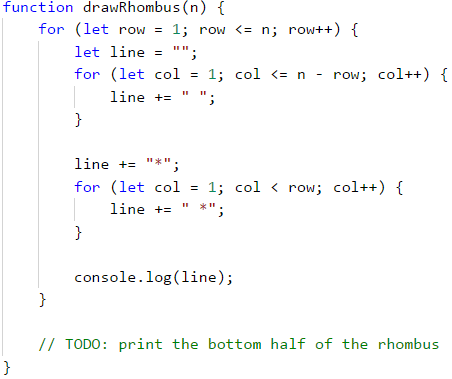 function drawRhombus(n) {
    for (let row = 1; row <= n; row++) {
        let line = "";
        for (let col = 1; col <= n - row; col++) {
            line += " ";
        }

        line += "*";
        for (let col = 1; col < row; col++) {
            line += " *";
        }

        console.log(line);
    }

    // TODO: print the bottom half of the rhombus
}